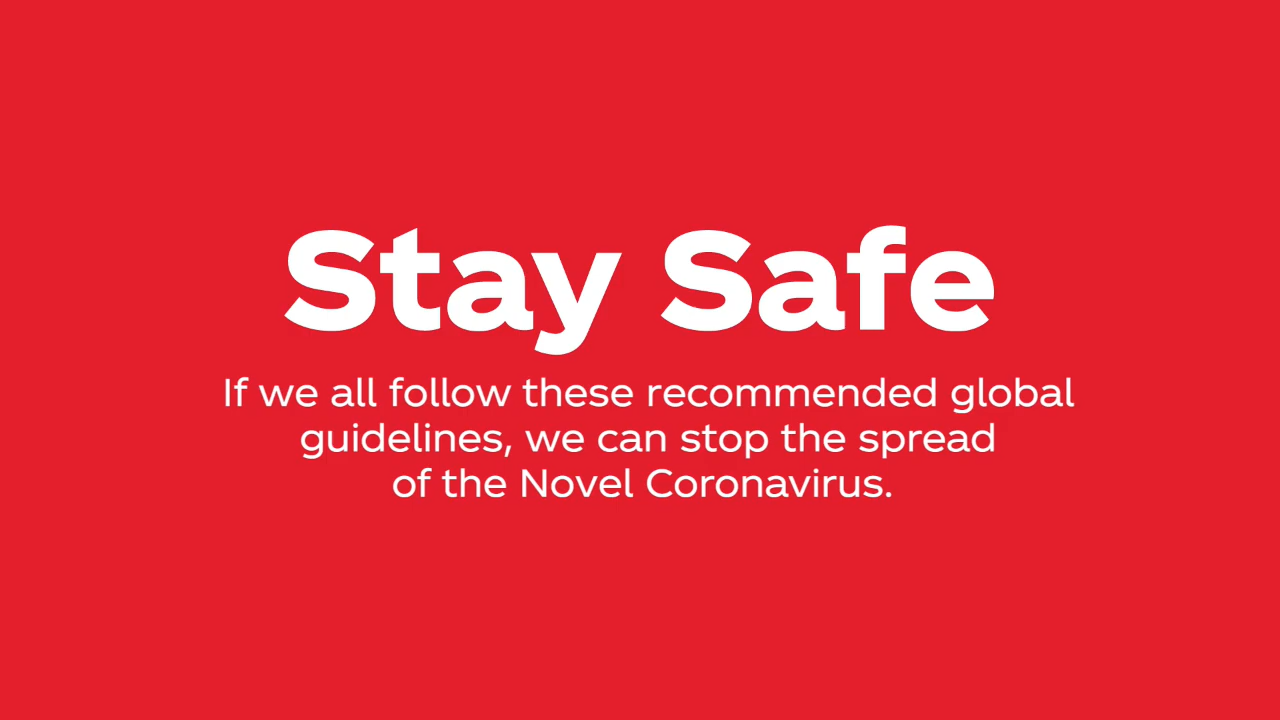 Stay Safe
If we all follow these recommended global
guidelines, we can stop the spread
of the Novel Coronavirus.